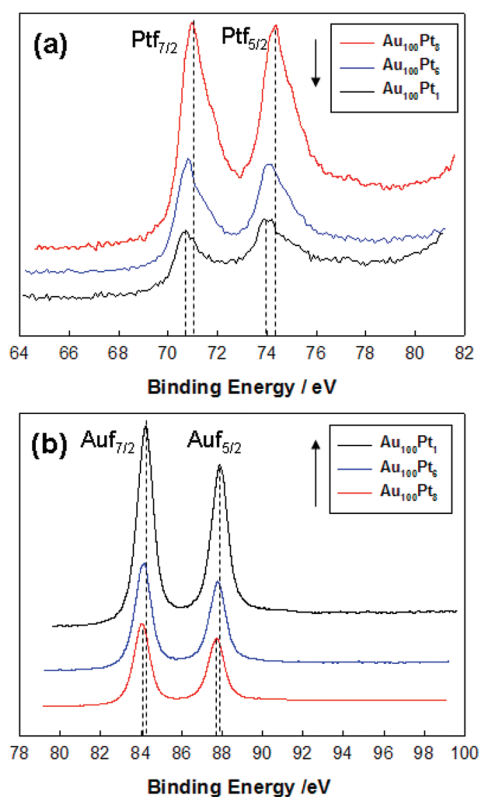 (a)
Ptf7/2 Ptf5/2
Au100Pt8
Au100Pt6
Au100Pt1
64 66 68 70 72 74 76 78 80 82
Binding Energy / eV
(b)
Auf7/2 Auf5/2
Au100Pt1
Au100Pt6
Au100Pt8
78 80 82 84 86 88 90 92 94 96 98 100
Binding Energy /eV